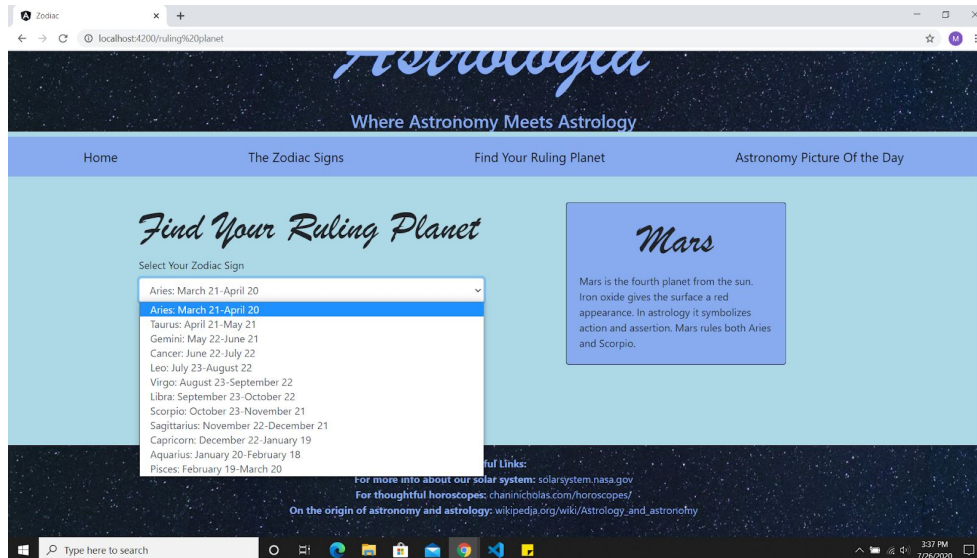 Zodiac
localhost:4200/ruling%20planet
M
Astrologia
Where Astronomy Meets Astrology
Home The Zodiac Signs Find Your Ruling Planet Astronomy Picture Of the Day
Find Your Ruling Planet
Select Your Zodiac Sign
Aries: March 21-April 20
Aries: March 21-April 20
Taurus: April 21-May 21
Gemini: May 22-June 21
Cancer: June 22-July 22
Leo: July 23-August 22
Virgo: August 23-September 22
Libra: September 23-October 22
Scorpio: October 23-November 21
Sagittarius: November 22-December 21
Capricorn: December 22-January 19
Aquarius: January 20-February 18
Pisces: February 19-March 20
Mars
Mars is the fourth planet from the sun.
Iron oxide gives the surface a red
appearance. In astrology it symbolizes
action and assertion. Mars rules both Aries
and Scorpio.
Links:
For more info about our solar system: solarsystem.nasa.gov
For thoughtful horoscopes: chaninicholas.com/horoscopes/
On the origin of astronomy and astrology: wikipedja.org/wiki/Astrology_and_astronomy
Type here to search
3:37 PM
7/26/2020